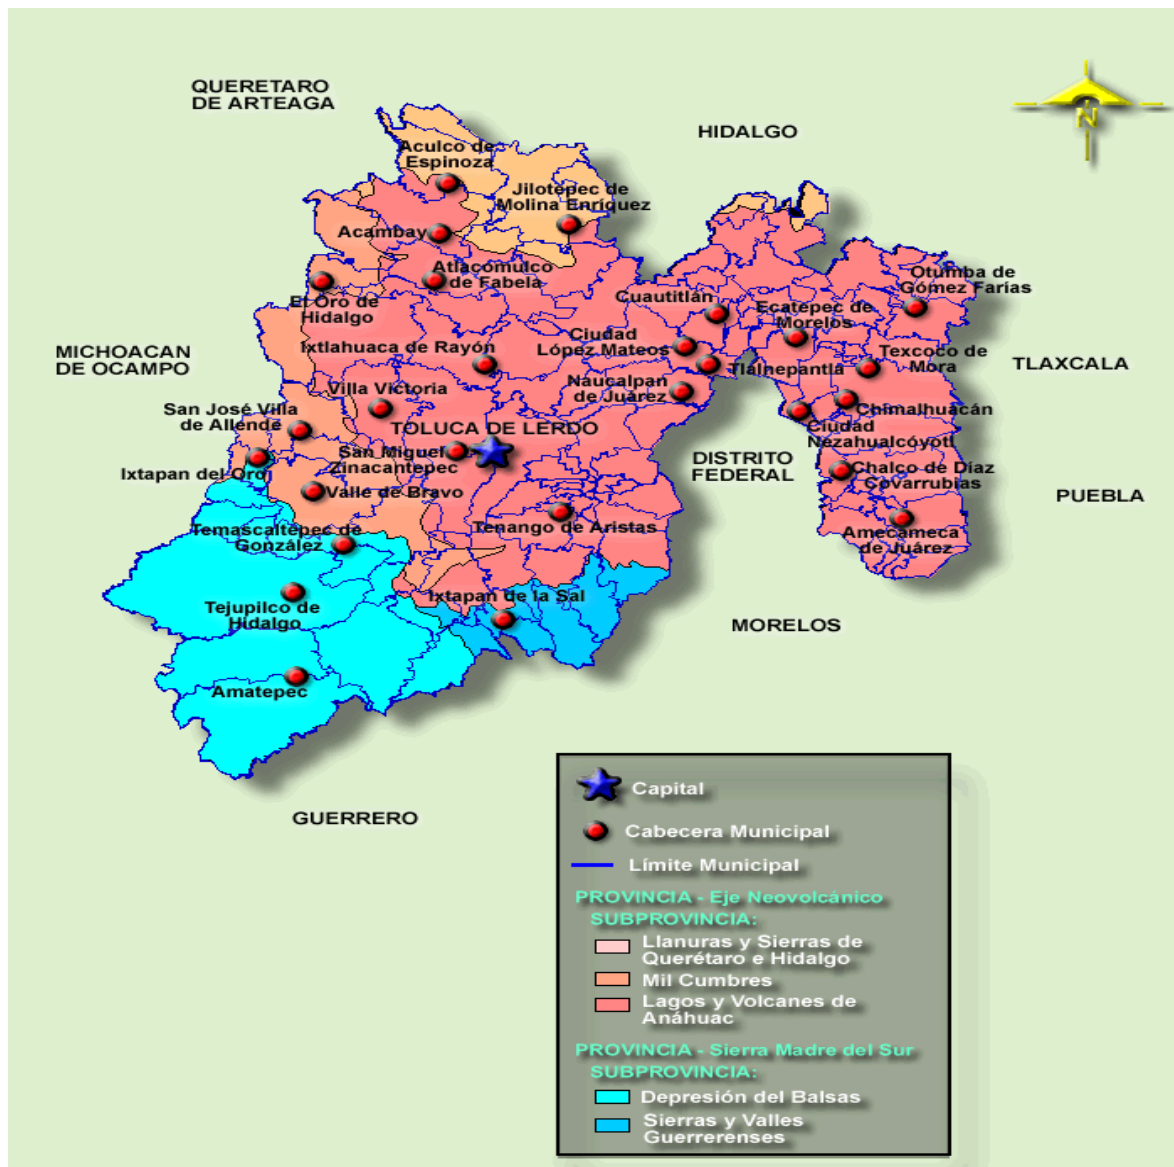 QUERETARO
DE ARTEAGA
HIDALGO
N
Aculco de
Espinoza
Jilotepec de
Molina Enríquez
Acambay
Atlacomulco
de Fabela
Otumba de
Gómez Farías
El Oro de
Hidalgo
Cuautitlán
Ecatepec de
Morelos
Ciudad
López Mateos
Ixtlahuaca de Rayón
MICHOACAN
DE OCAMPO
Texcoco de
Mora
TLAXCALA
Tlalnepantla
Villa Victoria
Naucalpan
de Juárez
San José Villa
de Allende
Chimalhuacán
TOLUCA DE LERDO
Ciudad
Nezahualcóyotl
San Miguel
Zinacantepec
DISTRITO
FEDERAL
Ixtapan del Oro
Chalco de Díaz
Covarrubias
Valle de Bravo
PUEBLA
Tenango de Aristas
Temascaltepec de
González
Amecameca
de Juárez
Ixtapan de la Sal
Tejupilco de
Hidalgo
MORELOS
Amatepec
GUERRERO
Capital
Cabecera Municipal
Límite Municipal
PROVINCIA - Eje Neovolcánico
SUBPROVINCIA:
Llanuras y Sierras de
Querétaro e Hidalgo
Mil Cumbres
Lagos y Volcanes de
Anáhuac
PROVINCIA - Sierra Madre del Sur
SUBPROVINCIA:
Depresión del Balsas
Sierras y Valles
Guerrerenses